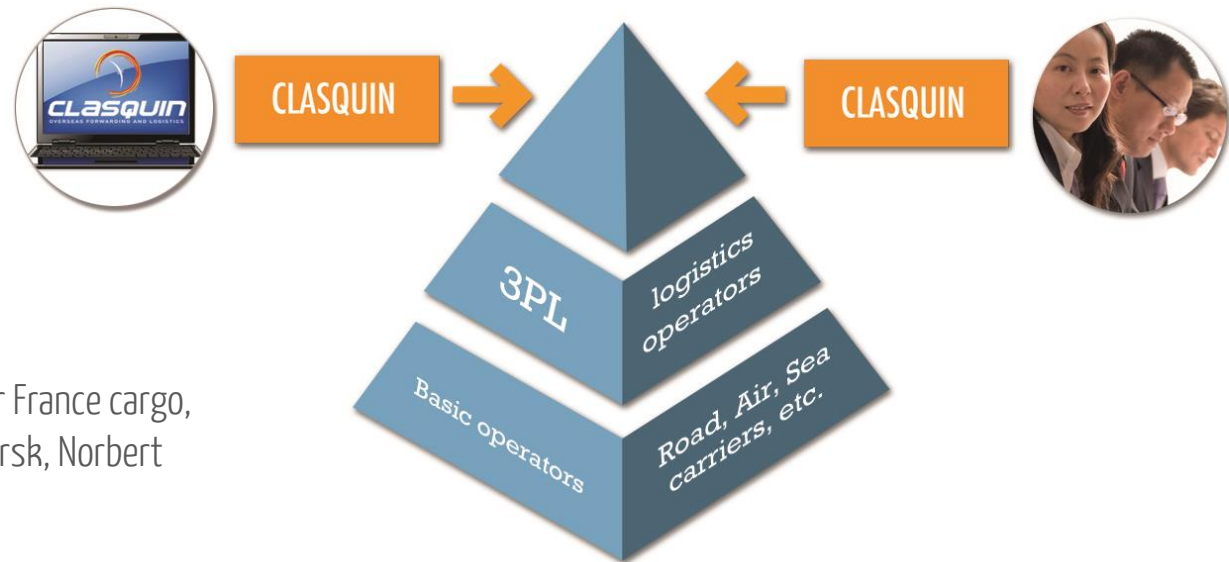 CLASQUIN
OVERSEAS FORWARDING AND LOGISTICS
CLASQUIN
CLASQUIN
3PL
logistics
operators
Basic operators
Road, Air, Sea
carriers, etc.
France cargo,
Norbert